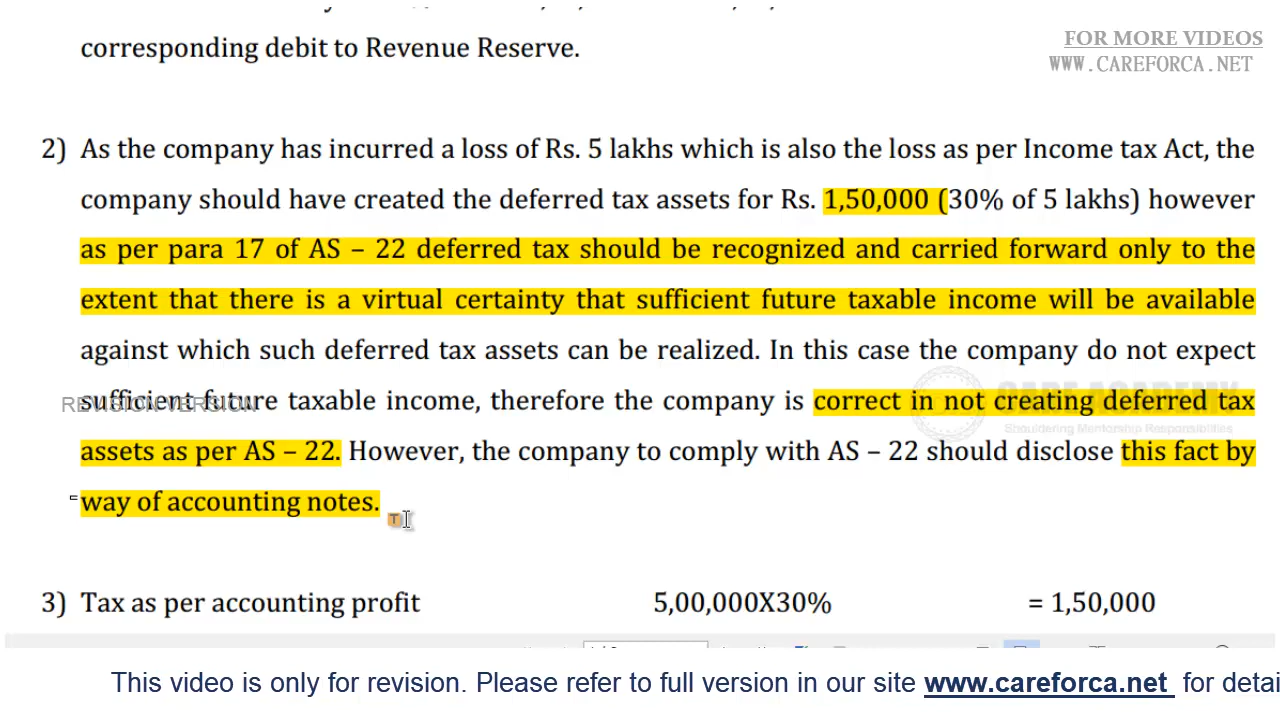 corresponding debit to Revenue Reserve.
FOR MORE VIDEOS
WWW.CAREFORCA.NET
2) As the company has incurred a loss of Rs. 5 lakhs which is also the loss as per Income tax Act, the
company should have created the deferred tax assets for Rs. 1,50,000 (30% of 5 lakhs) however
as per para 17 of AS – 22 deferred tax should be recognized and carried forward only to the
extent that there is a virtual certainty that sufficient future taxable income will be available
against which such deferred tax assets can be realized. In this case the company do not expect
sufficient future taxable income, therefore the company is correct in not creating deferred tax
REVISION VERSION
CARE ACADEMY
Shouldering Mentorship Responsibilities
assets as per AS – 22. However, the company to comply with AS – 22 should disclose this fact by
way of accounting notes.
T
3) Tax as per accounting profit 5,00,000X30% = 1,50,000
This video is only for revision. Please refer to full version in our site www.careforca.net for detai